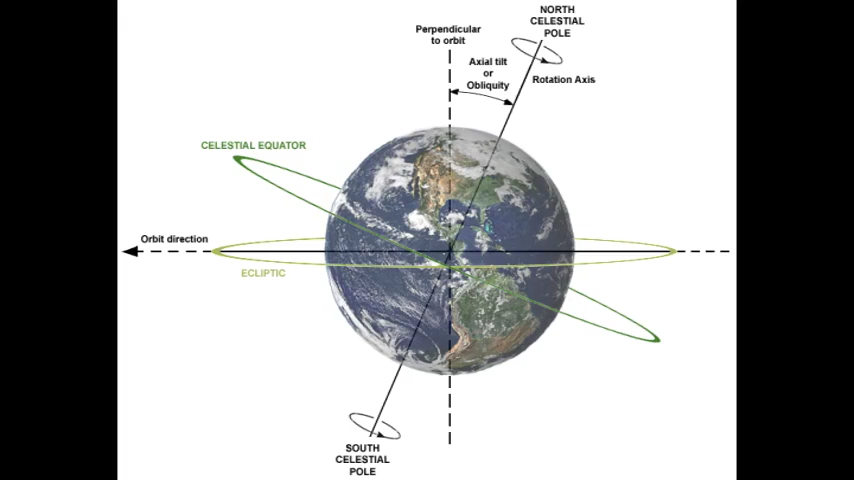 NORTH
CELESTIAL
POLE
Perpendicular
to orbit
Axial tilt
or
Obliquity
Rotation Axis
CELESTIAL EQUATOR
Orbit direction
ECLIPTIC
SOUTH
CELESTIAL
POLE